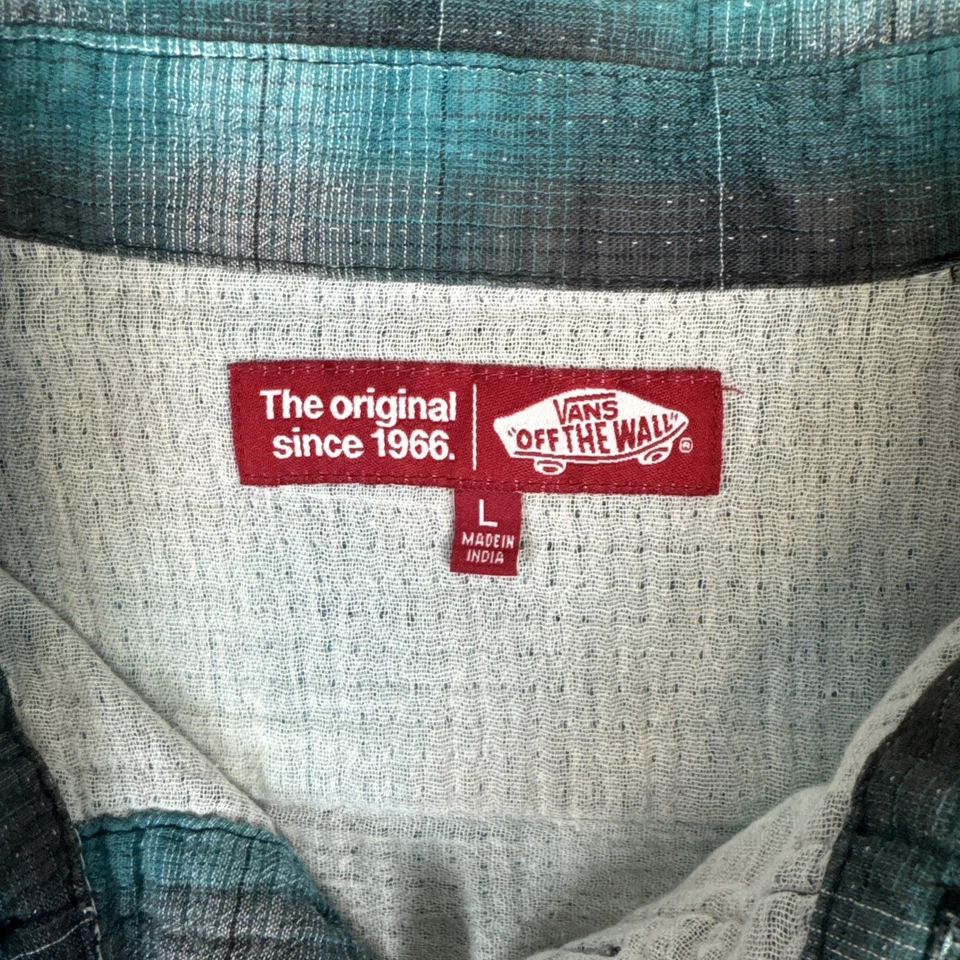 The original
since 1966.
VANS
"OFF THE WALL"
®
L
MADE IN
INDIA